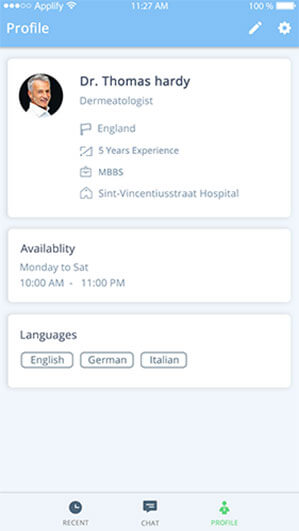 Applify
11:27 AM
100 %
Profile
Dr. Thomas hardy
Dermeatologist
England
5 Years Experience
MBBS
Sint-Vincentiusstraat Hospital
Availablity
Monday to Sat
10:00 AM - 11:00 PM
Languages
English German Italian
RECENT CHAT PROFILE